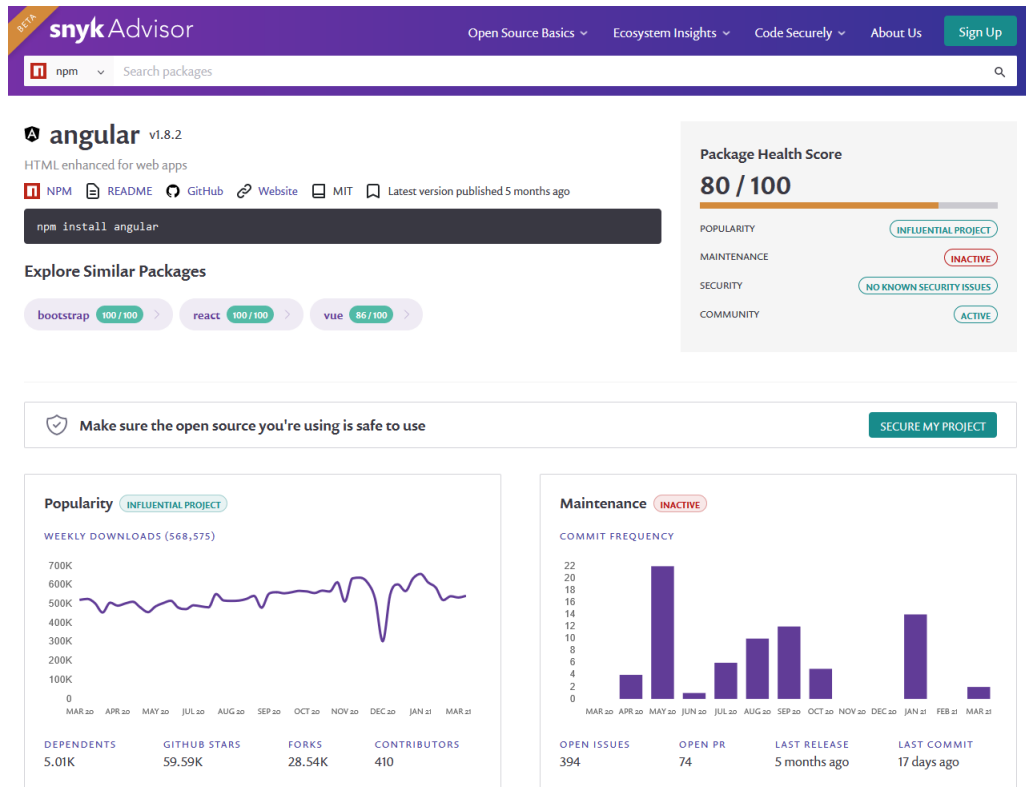 BETA
snyk Advisor
Open Source Basics
Ecosystem Insights
Code Securely
About Us
Sign Up
npm
Search packages
angular v1.8.2
HTML enhanced for web apps
NPM README GitHub Website MIT Latest version published 5 months ago
npm install angular
Explore Similar Packages
bootstrap 100/100
react 100/100
vue 86/100
Package Health Score
80 / 100
POPULARITY INFLUENTIAL PROJECT
MAINTENANCE INACTIVE
SECURITY NO KNOWN SECURITY ISSUES
COMMUNITY ACTIVE
Make sure the open source you're using is safe to use
SECURE MY PROJECT
Popularity INFLUENTIAL PROJECT
WEEKLY DOWNLOADS (568,575)
700K
600K
500K
400K
300K
200K
100K
0
MAR 20 APR 20 MAY 20 JUL 20 AUG 20 SEP 20 OCT 20 NOV 20 DEC 20 JAN 21 MAR 21
DEPENDENTS GITHUB STARS FORKS CONTRIBUTORS
5.01K 59.59K 28.54K 410
Maintenance INACTIVE
COMMIT FREQUENCY
22
20
18
16
14
12
10
8
6
4
2
0
MAR 20 APR 20 MAY 20 JUN 20 JUL 20 AUG 20 SEP 20 OCT 20 NOV 20 DEC 20 JAN 21 FEB 21 MAR 21
OPEN ISSUES OPEN PR LAST RELEASE LAST COMMIT
394 74 5 months ago 17 days ago